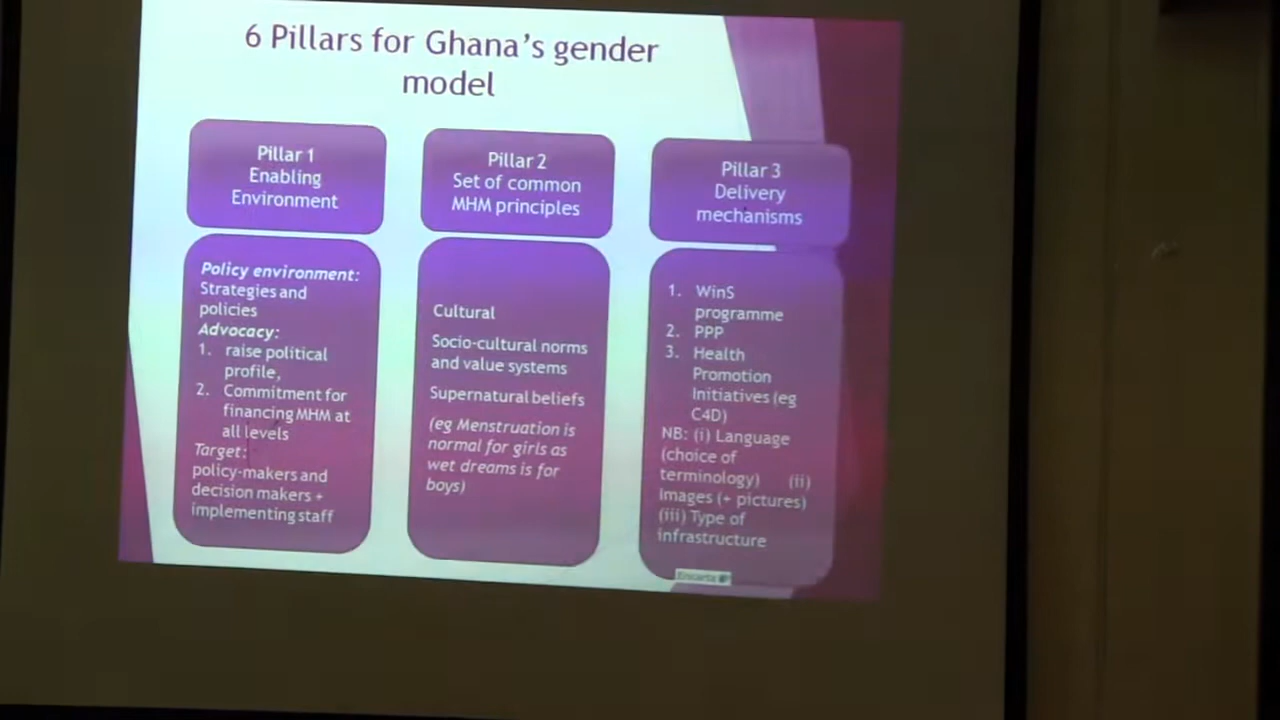 6 Pillars for Ghana's gender
model
Pillar 1
Enabling
Environment
Policy environment:
Strategies and
policies
Advocacy:
1. raise political
profile,
2. Commitment for
financing MHM at
all levels
Target:
policy-makers and
decision makers +
implementing staff
Pillar 2
Set of common
MHM principles
Cultural
Socio-cultural norms
and value systems
Supernatural beliefs
(eg Menstruation is
normal for girls as
wet dreams is for
boys)
Pillar 3
Delivery
mechanisms
1. WinS
programme
2. PPP
3. Health
Promotion
Initiatives (eg
C4D)
NB: (i) Language
(choice of
terminology) (ii)
Images (+ pictures)
(iii) Type of
infrastructure
Encarta